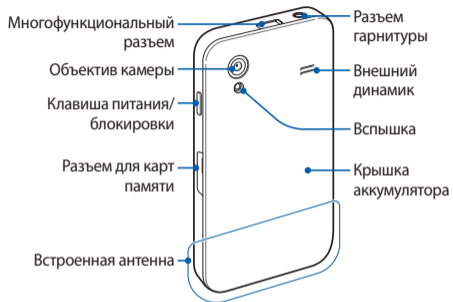 Многофункциональный
разъем
Объектив камеры
Клавиша питания/
блокировки
Разъем для карт
памяти
Встроенная антенна
Разъем
гарнитуры
Внешний
динамик
Вспышка
Крышка
аккумулятора